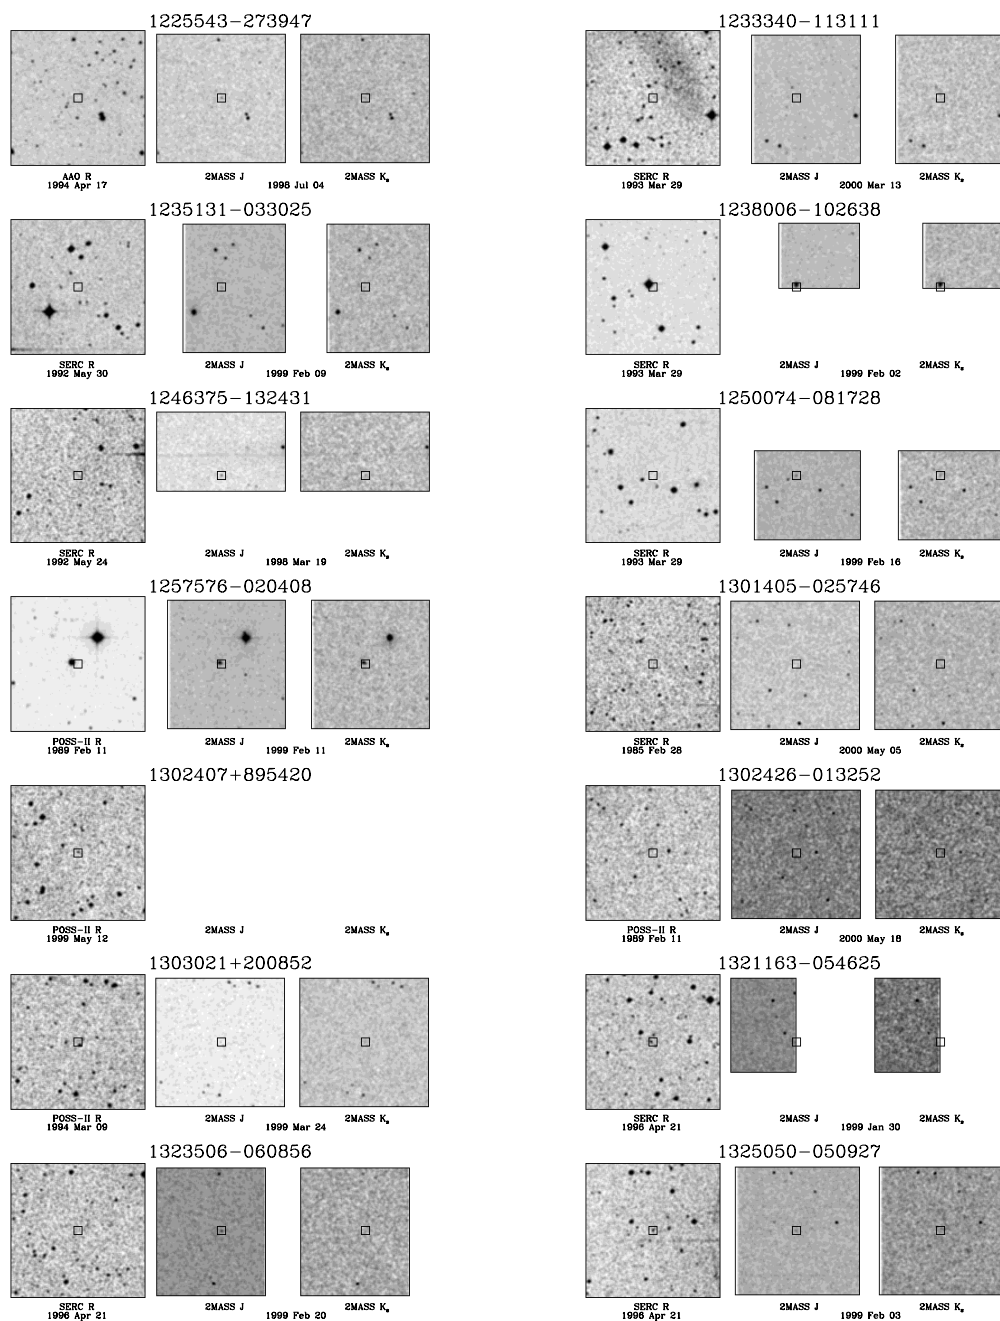 1225543-273947
AAO R
1994 Apr 17
2MASS J
1998 Jul 04
2MASS Ks
1233340-113111
SERC R
1993 Mar 29
2MASS J
2000 Mar 13
2MASS Ks
1235131-033025
SERC R
1992 May 30
2MASS J
1999 Feb 09
2MASS Ks
1238006-102638
SERC R
1993 Mar 29
2MASS J
1999 Feb 02
2MASS Ks
1246375-132431
SERC R
1992 May 24
2MASS J
1998 Mar 19
2MASS Ks
1250074-081728
SERC R
1993 Mar 29
2MASS J
1999 Feb 16
2MASS Ks
1257576-020408
POSS-II R
1989 Feb 11
2MASS J
1999 Feb 11
2MASS Ks
1301405-025746
SERC R
1985 Feb 28
2MASS J
2000 May 05
2MASS Ks
1302407+895420
POSS-II R
1999 May 12
2MASS J
2MASS Ks
1302426-013252
POSS-II R
1989 Feb 11
2MASS J
2000 May 18
2MASS Ks
1303021+200852
POSS-II R
1994 Mar 09
2MASS J
1999 Mar 24
2MASS Ks
1321163-054625
SERC R
1996 Apr 21
2MASS J
1999 Jan 30
2MASS Ks
1323506-060856
SERC R
1996 Apr 21
2MASS J
1999 Feb 20
2MASS Ks
1325050-050927
SERC R
1996 Apr 21
2MASS J
1999 Feb 03
2MASS Ks